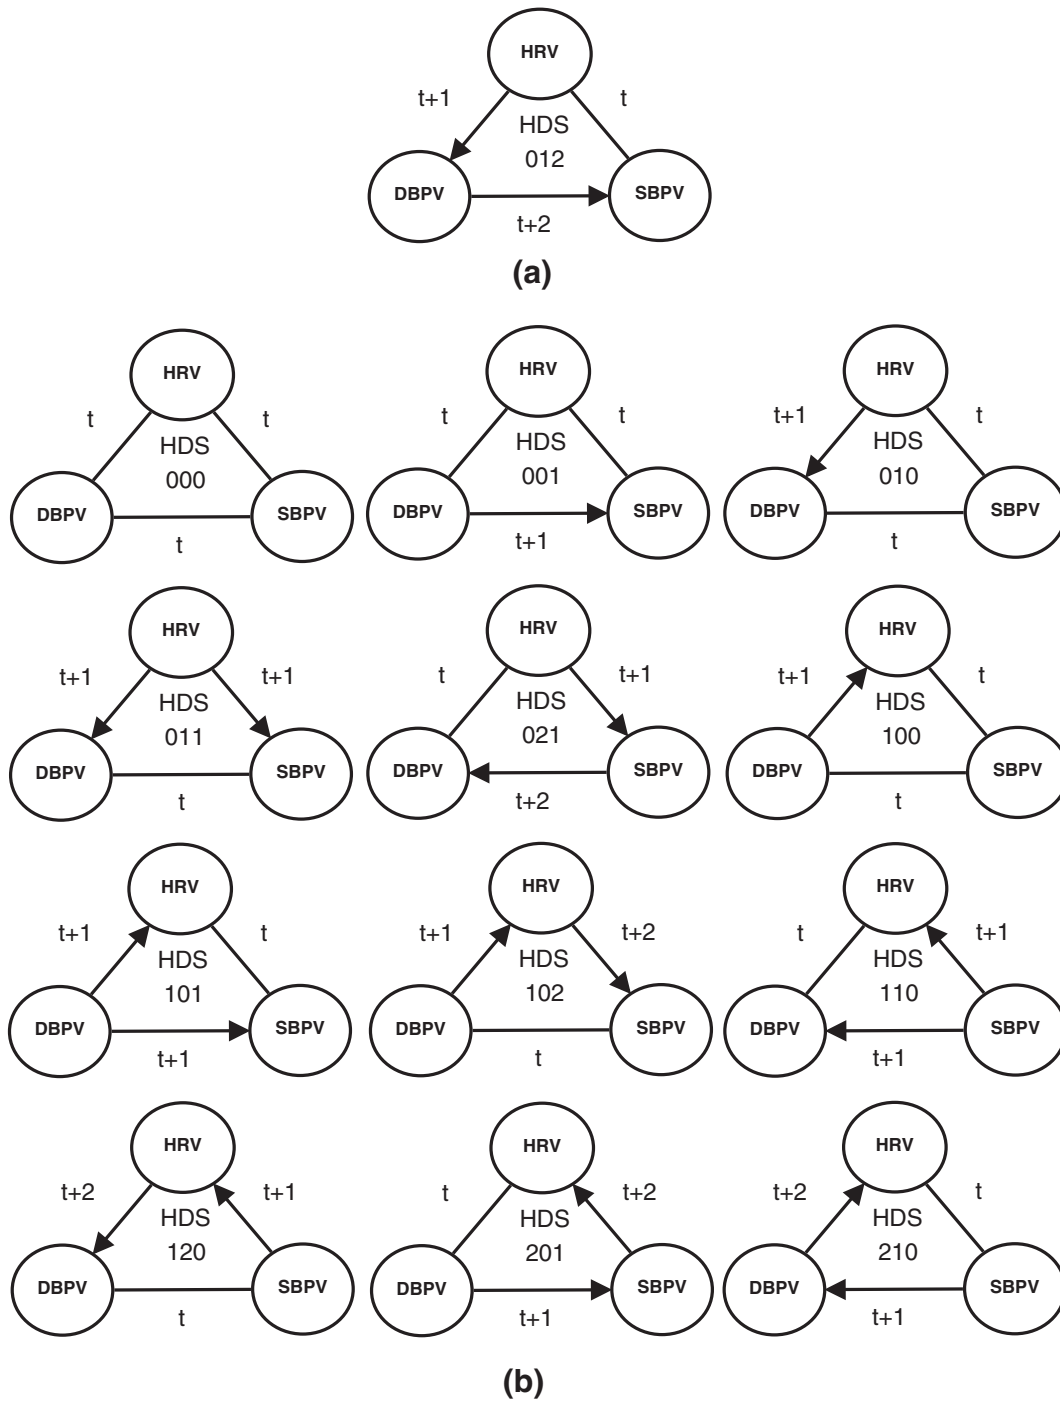 HRV
t+1
t
HDS
012
DBPV
SBPV
t+2
(a)
HRV
t
t
HDS
000
DBPV
SBPV
t
HRV
t
t
HDS
001
DBPV
SBPV
t+1
HRV
t+1
t
HDS
010
DBPV
SBPV
t
HRV
t+1
t+1
HDS
011
DBPV
SBPV
t
HRV
t
t+1
HDS
021
DBPV
SBPV
t+2
HRV
t+1
t
HDS
100
DBPV
SBPV
t
HRV
t+1
t
HDS
101
DBPV
SBPV
t+1
HRV
t+1
t+2
HDS
102
DBPV
SBPV
t
HRV
t
t+1
HDS
110
DBPV
SBPV
t+1
HRV
t+2
t+1
HDS
120
DBPV
SBPV
t
HRV
t
t+2
HDS
201
DBPV
SBPV
t+1
HRV
t+2
t
HDS
210
DBPV
SBPV
t+1
(b)